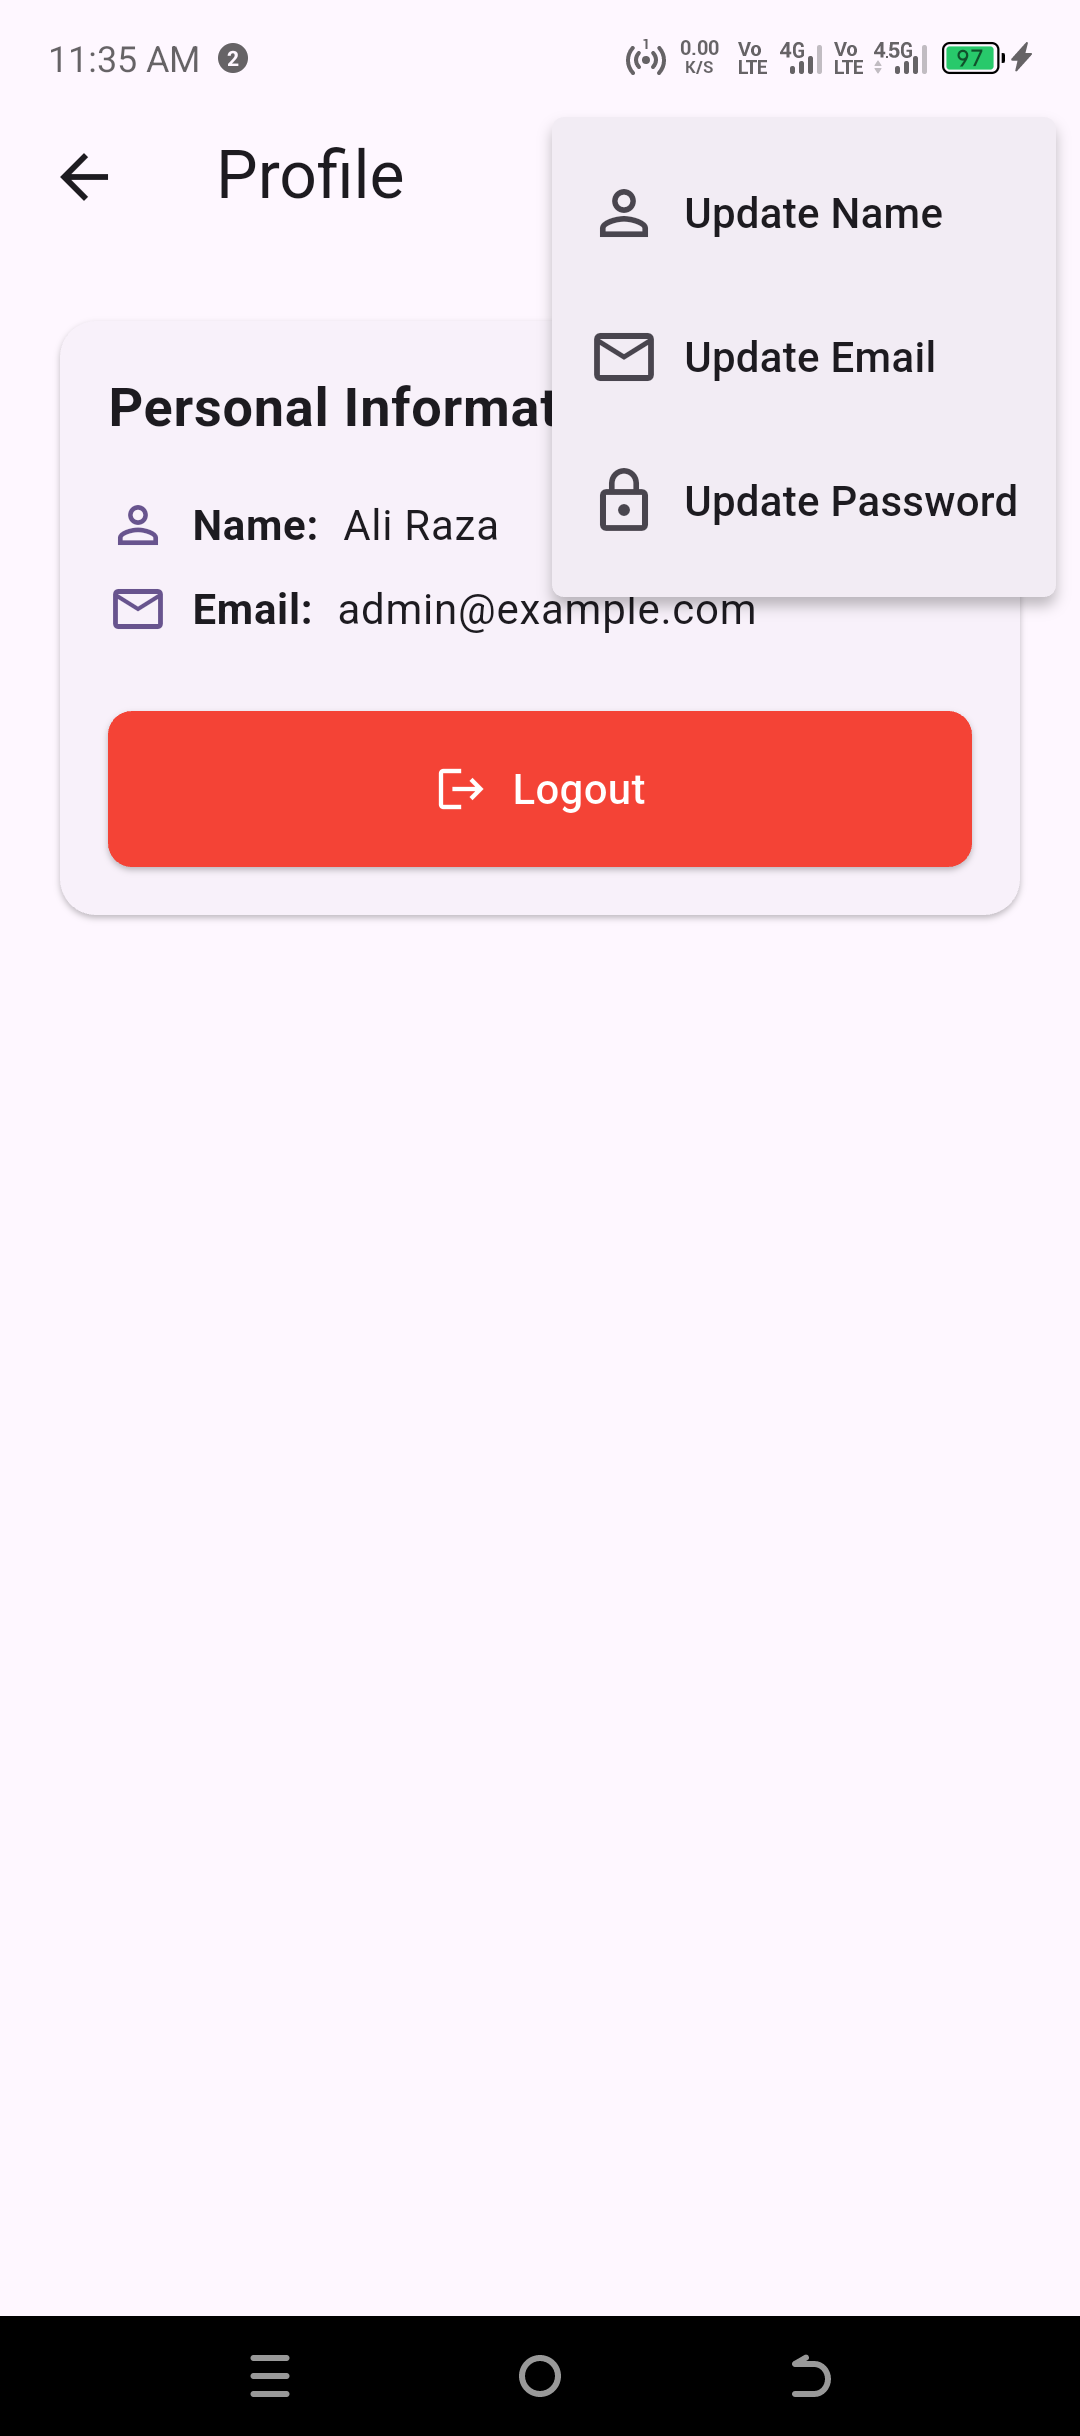 11:35 AM 2 1 0.00 K/S Vo LTE 4G Vo LTE 4.5G 97
Profile
Update Name
Update Email
Update Password
Personal Informat
Name: Ali Raza
Email: admin@example.com
Logout